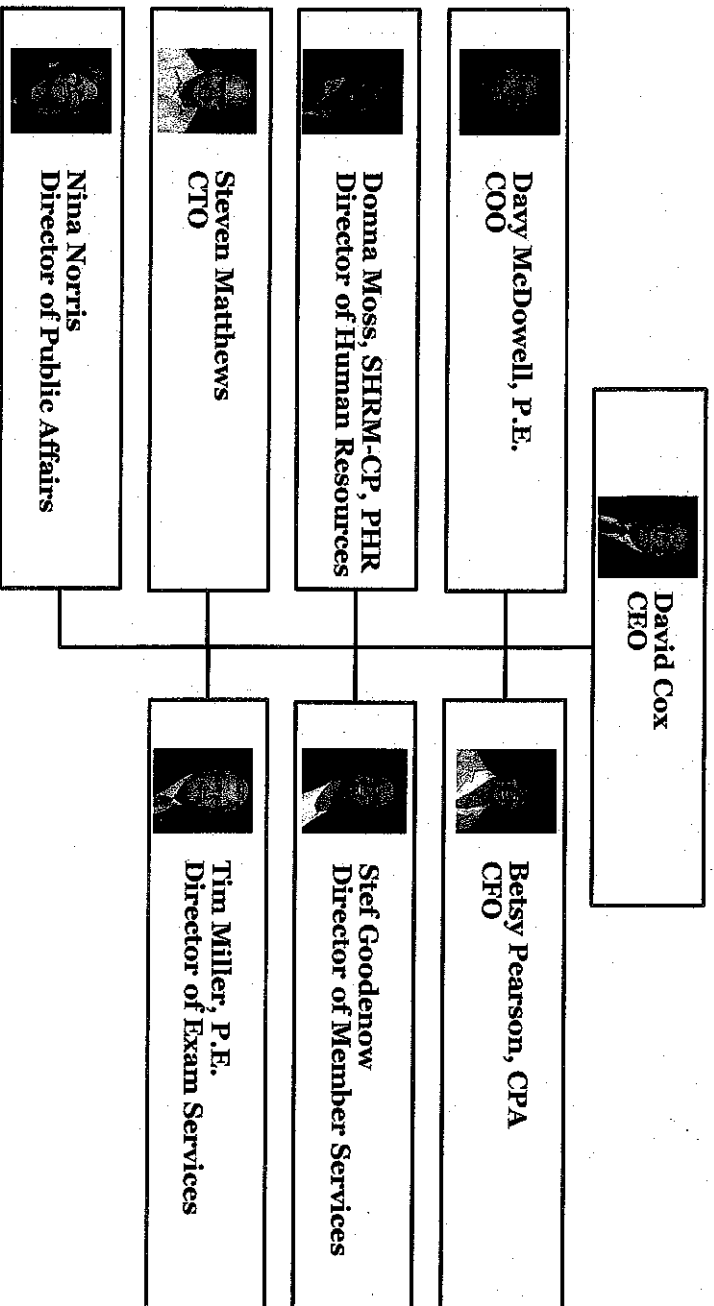 David Cox
CEO
Davy McDowell, P.E.
COO
Betsy Pearson, CPA
CFO
Donna Moss, SHRM-CP, PHR
Director of Human Resources
Stef Goodenow
Director of Member Services
Steven Matthews
CTO
Tim Miller, P.E.
Director of Exam Services
Nina Norris
Director of Public Affairs